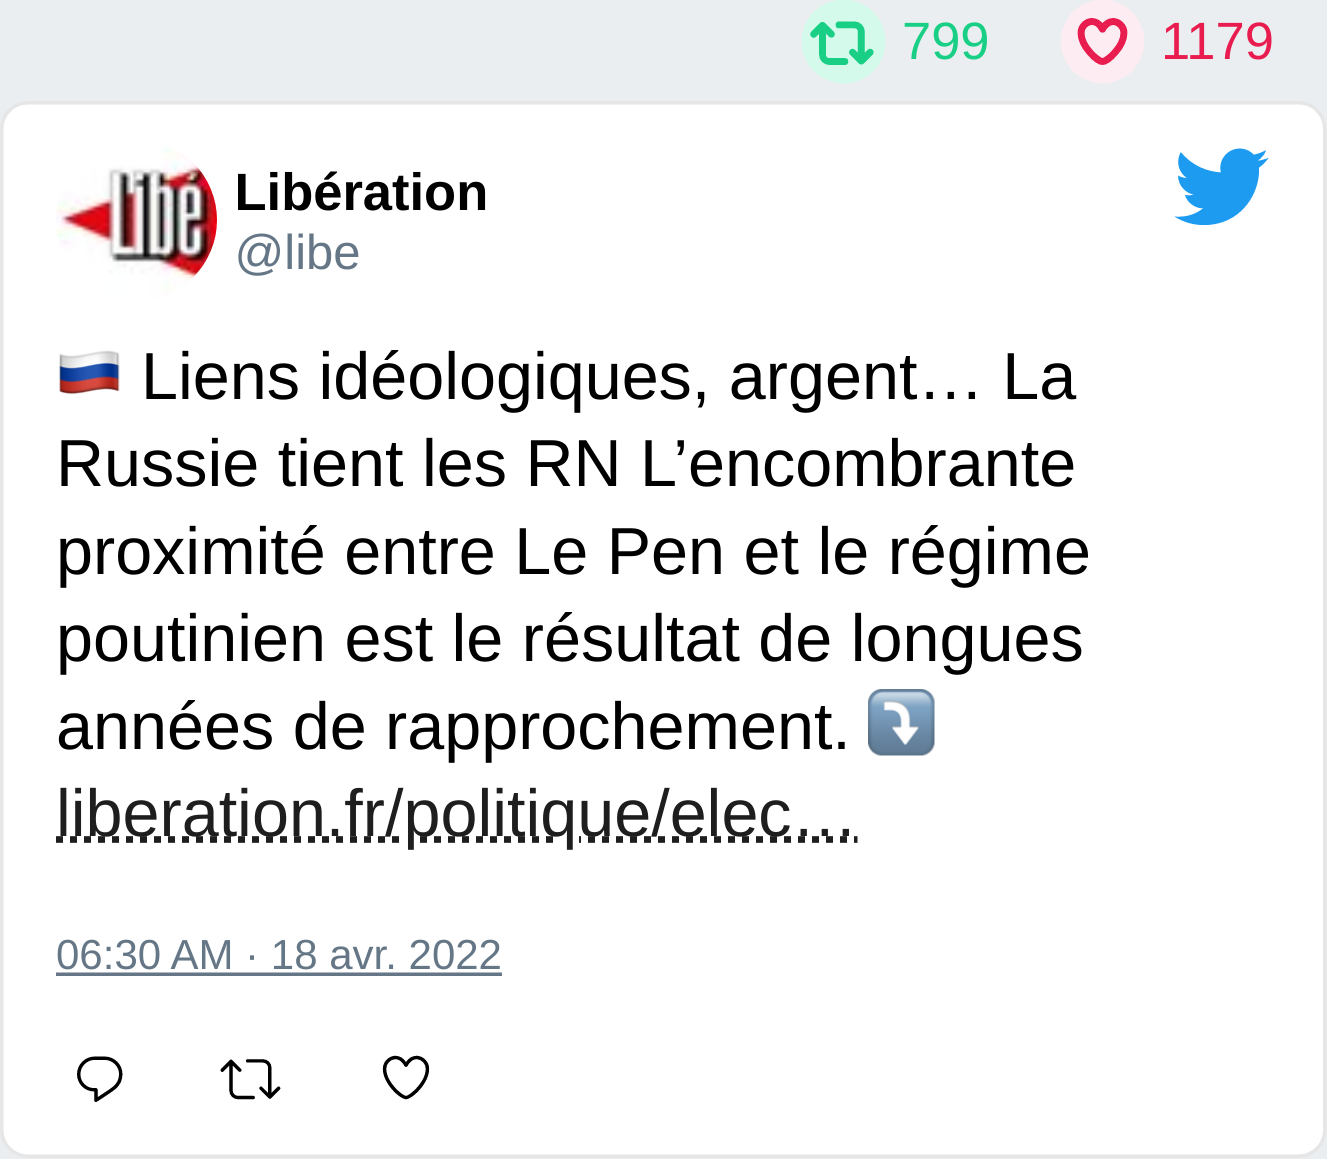 799 1179
Libé
Libération
@libe
🇷🇺 Liens idéologiques, argent… La
Russie tient les RN L’encombrante
proximité entre Le Pen et le régime
poutinien est le résultat de longues
années de rapprochement. ⤵️
liberation.fr/politique/elec…
06:30 AM · 18 avr. 2022